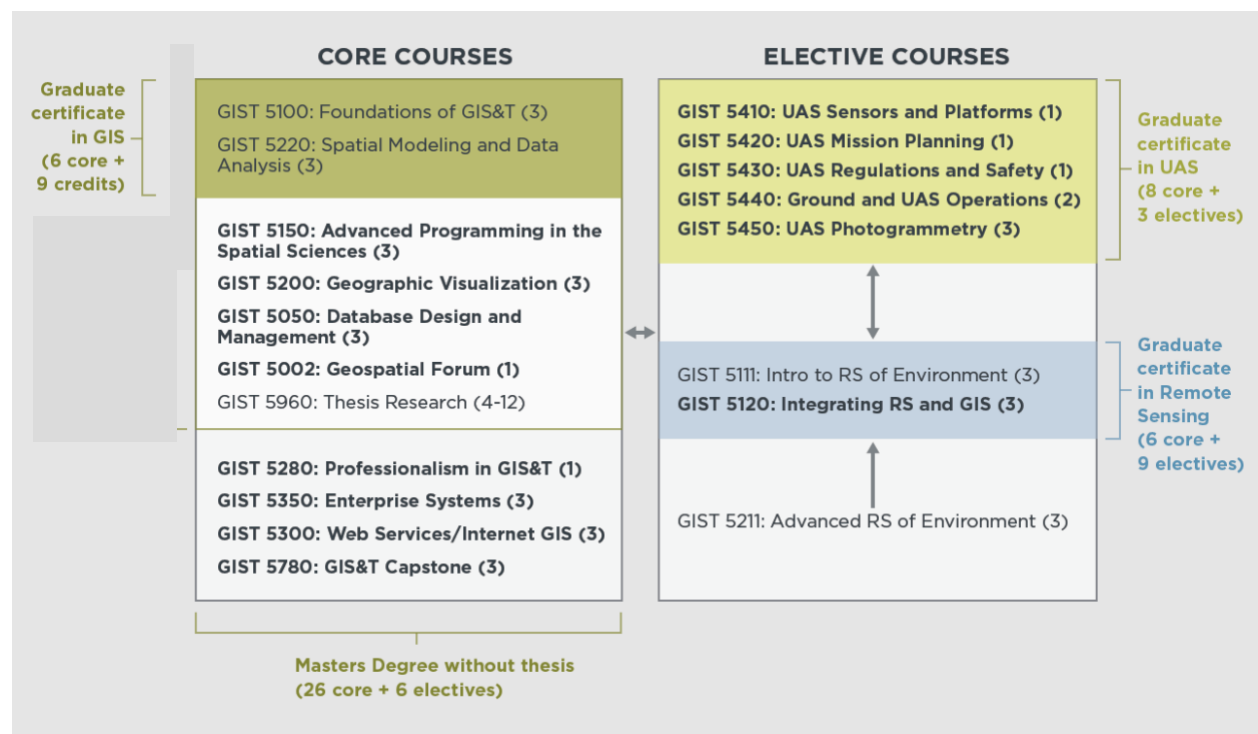 CORE COURSES
ELECTIVE COURSES
Graduate
certificate
in GIS
(6 core +
9 credits)
GIST 5100: Foundations of GIS&T (3)
GIST 5220: Spatial Modeling and Data
Analysis (3)
GIST 5150: Advanced Programming in the
Spatial Sciences (3)
GIST 5200: Geographic Visualization (3)
GIST 5050: Database Design and
Management (3)
GIST 5002: Geospatial Forum (1)
GIST 5960: Thesis Research (4-12)
GIST 5280: Professionalism in GIS&T (1)
GIST 5350: Enterprise Systems (3)
GIST 5300: Web Services/Internet GIS (3)
GIST 5780: GIS&T Capstone (3)
Masters Degree without thesis
(26 core + 6 electives)
GIST 5410: UAS Sensors and Platforms (1)
GIST 5420: UAS Mission Planning (1)
GIST 5430: UAS Regulations and Safety (1)
GIST 5440: Ground and UAS Operations (2)
GIST 5450: UAS Photogrammetry (3)
Graduate
certificate
in UAS
(8 core +
3 electives)
GIST 5111: Intro to RS of Environment (3)
GIST 5120: Integrating RS and GIS (3)
Graduate
certificate
in Remote
Sensing
(6 core +
9 electives)
GIST 5211: Advanced RS of Environment (3)